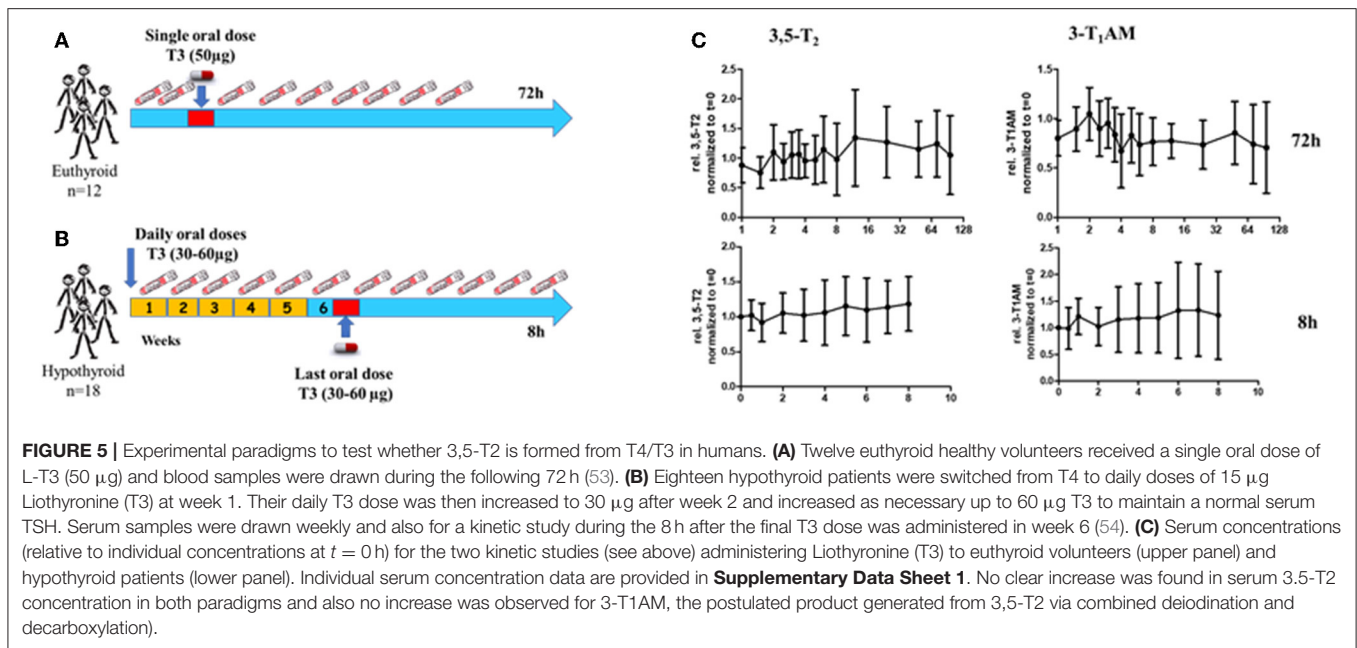 A
Single oral dose
T3 (50µg)
72h
Euthyroid
n=12
B
Daily oral doses
T3 (30-60µg)
1 2 3 4 5 6
Weeks
8h
Hypothyroid
n=18
Last oral dose
T3 (30-60 µg)
C
3,5-T₂
3-T₁AM
rel. 3,5-T2
normalized to t=0
2.5
2.0
1.5
1.0
0.5
0.0
1 2 4 8 16 32 64 128
rel. 3-T1AM
normalized to t=0
1.5
1.0
0.5
0.0
1 2 4 8 16 32 64 128
72h
rel. 3,5-T2
normalized to t=0
2.0
1.5
1.0
0.5
0.0
0 2 4 6 8 10
rel. 3-T1AM
normalized to t=0
2.5
2.0
1.5
1.0
0.5
0.0
0 2 4 6 8 10
8h
FIGURE 5 | Experimental paradigms to test whether 3,5-T2 is formed from T4/T3 in humans. (A) Twelve euthyroid healthy volunteers received a single oral dose of
L-T3 (50 µg) and blood samples were drawn during the following 72 h (53). (B) Eighteen hypothyroid patients were switched from T4 to daily doses of 15 µg
Liothyronine (T3) at week 1. Their daily T3 dose was then increased to 30 µg after week 2 and increased as necessary up to 60 µg T3 to maintain a normal serum
TSH. Serum samples were drawn weekly and also for a kinetic study during the 8 h after the final T3 dose was administered in week 6 (54). (C) Serum concentrations
(relative to individual concentrations at t = 0 h) for the two kinetic studies (see above) administering Liothyronine (T3) to euthyroid volunteers (upper panel) and
hypothyroid patients (lower panel). Individual serum concentration data are provided in Supplementary Data Sheet 1. No clear increase was found in serum 3.5-T2
concentration in both paradigms and also no increase was observed for 3-T1AM, the postulated product generated from 3,5-T2 via combined deiodination and
decarboxylation).